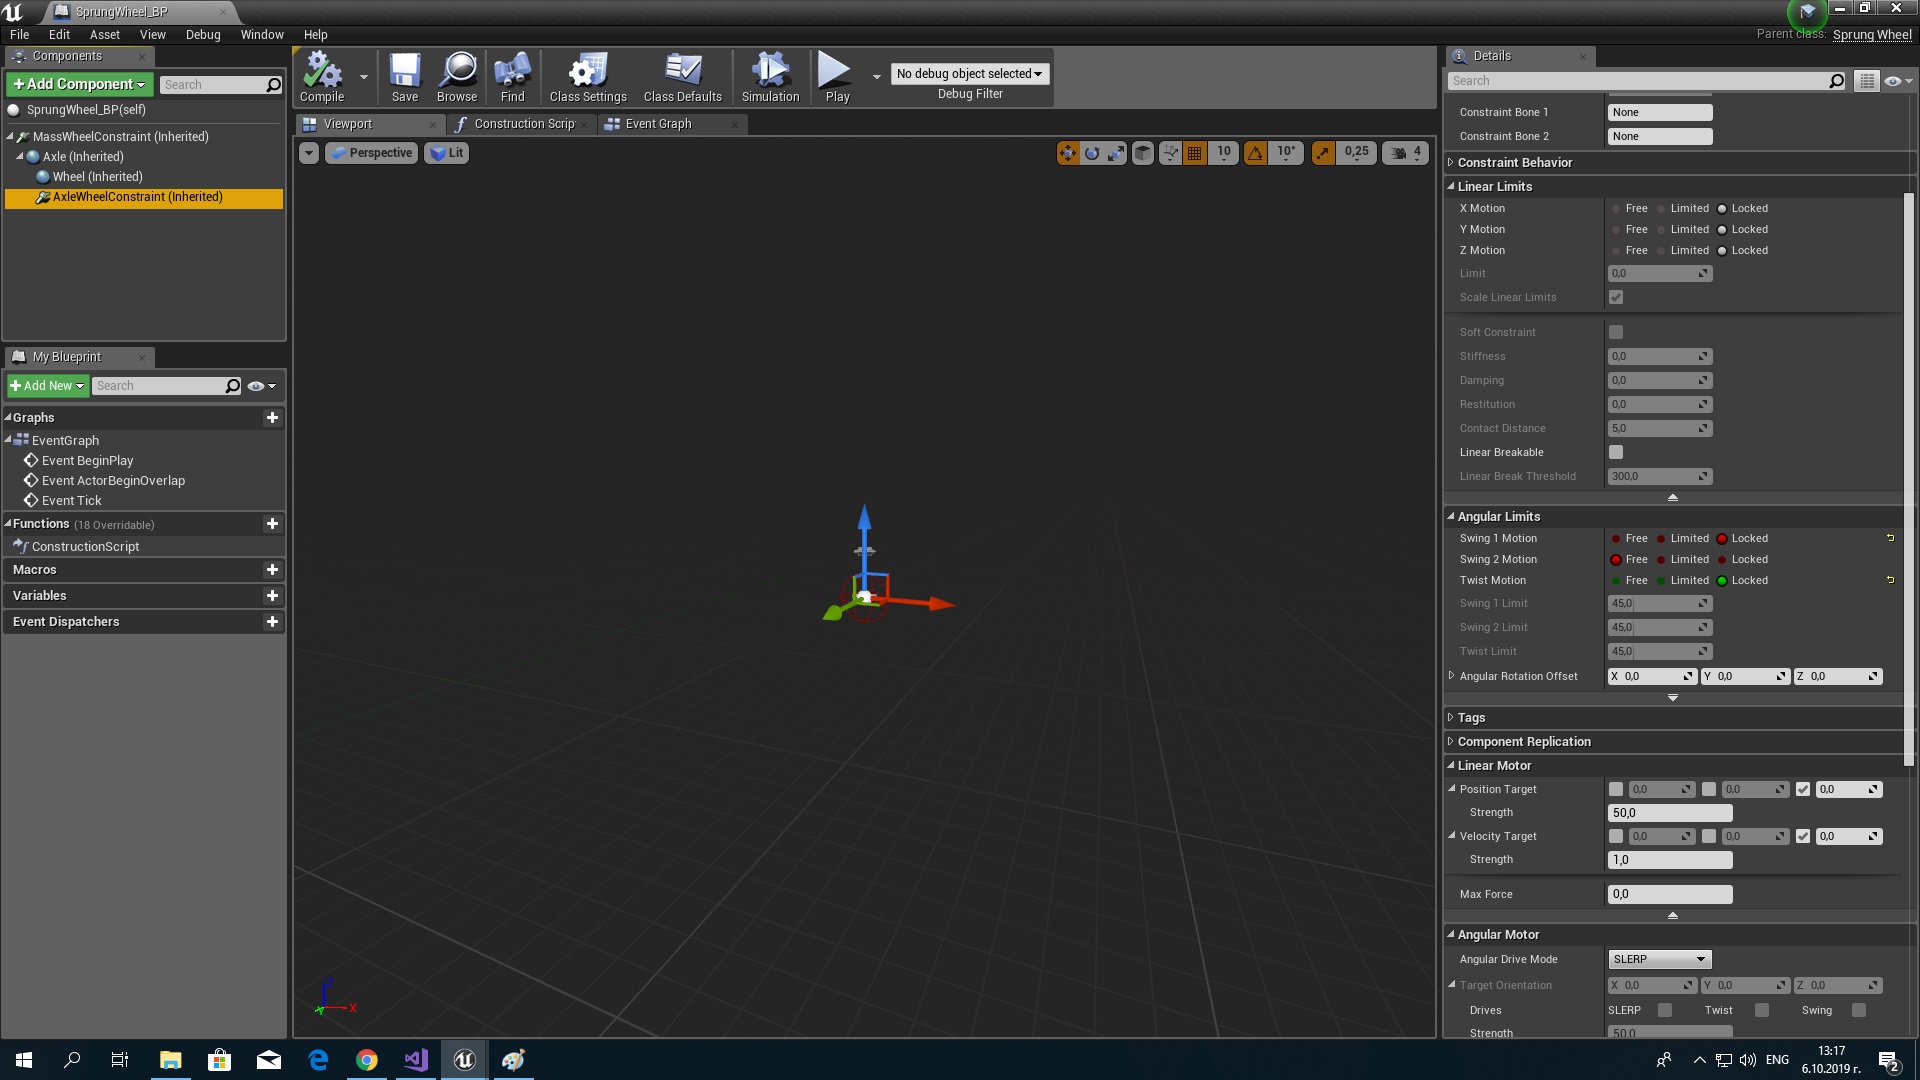 SprungWheel_BP
File Edit Asset View Debug Window Help
Parent class: Sprung Wheel
Components
Add Component
Search
SprungWheel_BP(self)
MassWheelConstraint (Inherited)
Axle (Inherited)
Wheel (Inherited)
AxleWheelConstraint (Inherited)
My Blueprint
Add New
Search
Graphs
EventGraph
Event BeginPlay
Event ActorBeginOverlap
Event Tick
Functions (18 Overridable)
ConstructionScript
Macros
Variables
Event Dispatchers
Compile
Save
Browse
Find
Class Settings
Class Defaults
Simulation
Play
No debug object selected
Debug Filter
Viewport
Construction Scrip
Event Graph
Perspective
Lit
10
10°
0,25
4
Z
X
Y
Details
Search
Constraint Bone 1 None
Constraint Bone 2 None
Constraint Behavior
Linear Limits
X Motion Free Limited Locked
Y Motion Free Limited Locked
Z Motion Free Limited Locked
Limit 0,0
Scale Linear Limits
Soft Constraint
Stiffness 0,0
Damping 0,0
Restitution 0,0
Contact Distance 5,0
Linear Breakable
Linear Break Threshold 300,0
Angular Limits
Swing 1 Motion Free Limited Locked
Swing 2 Motion Free Limited Locked
Twist Motion Free Limited Locked
Swing 1 Limit 45,0
Swing 2 Limit 45,0
Twist Limit 45,0
Angular Rotation Offset X 0,0 Y 0,0 Z 0,0
Tags
Component Replication
Linear Motor
Position Target 0,0 0,0 0,0
Strength 50,0
Velocity Target 0,0 0,0 0,0
Strength 1,0
Max Force 0,0
Angular Motor
Angular Drive Mode SLERP
Target Orientation X 0,0 Y 0,0 Z 0,0
Drives SLERP Twist Swing
Strength 50,0
ENG
13:17
6.10.2019 г.
2